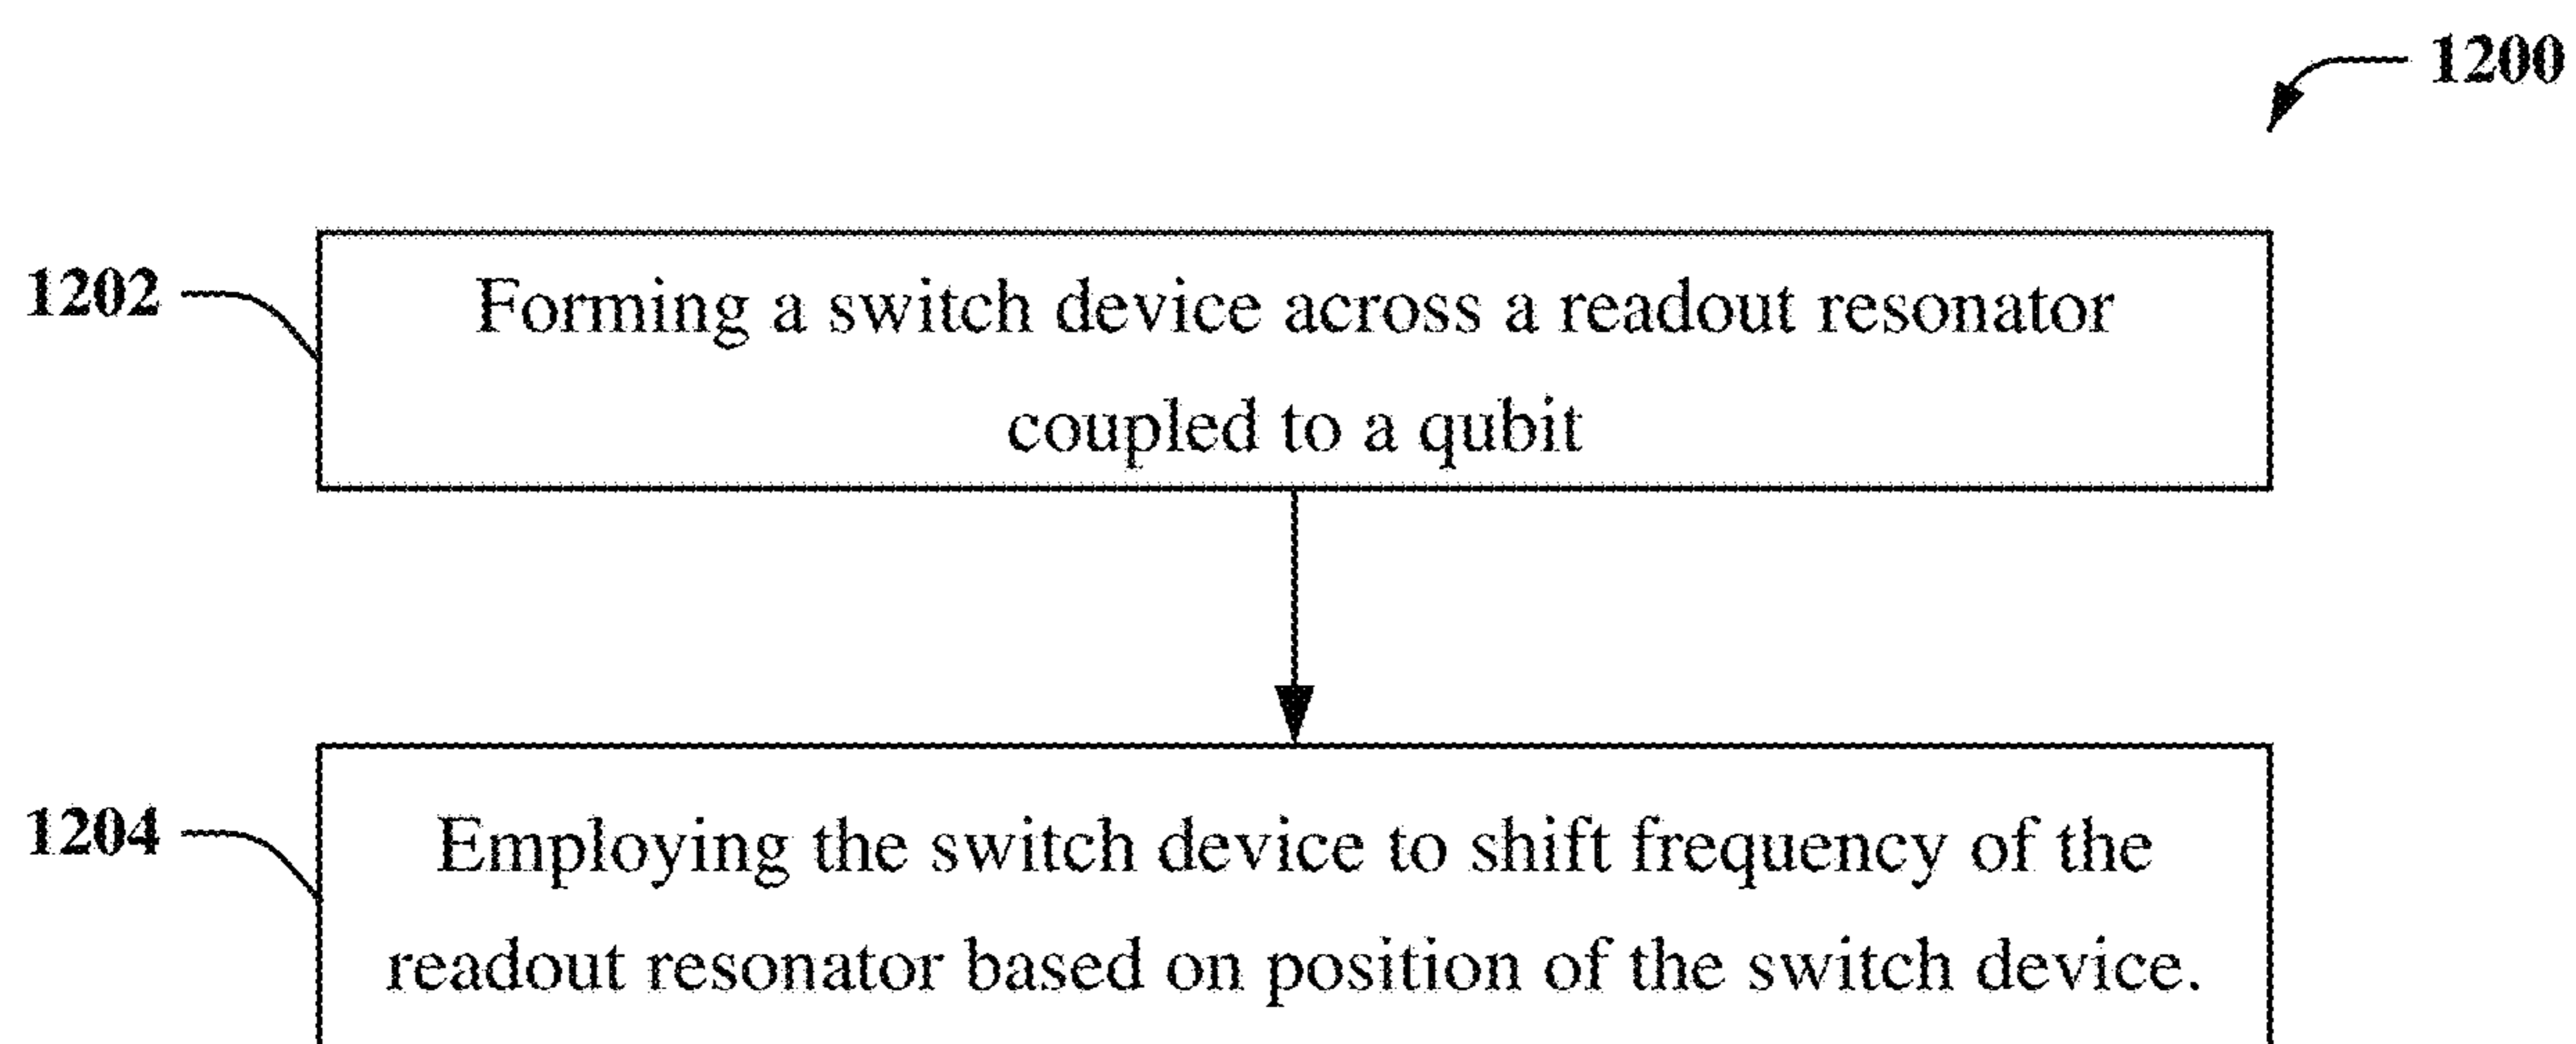 1200
1202
Forming a switch device across a readout resonator
coupled to a qubit
1204
Employing the switch device to shift frequency of the
readout resonator based on position of the switch device.